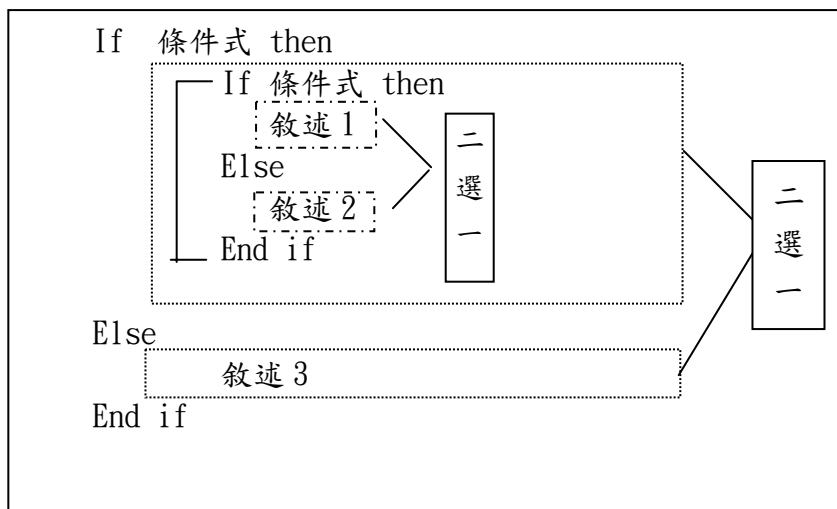 If 條件式 then
If 條件式 then
敘述 1
Else
敘述 2
End if
二選一
Else
敘述 3
End if
二選一